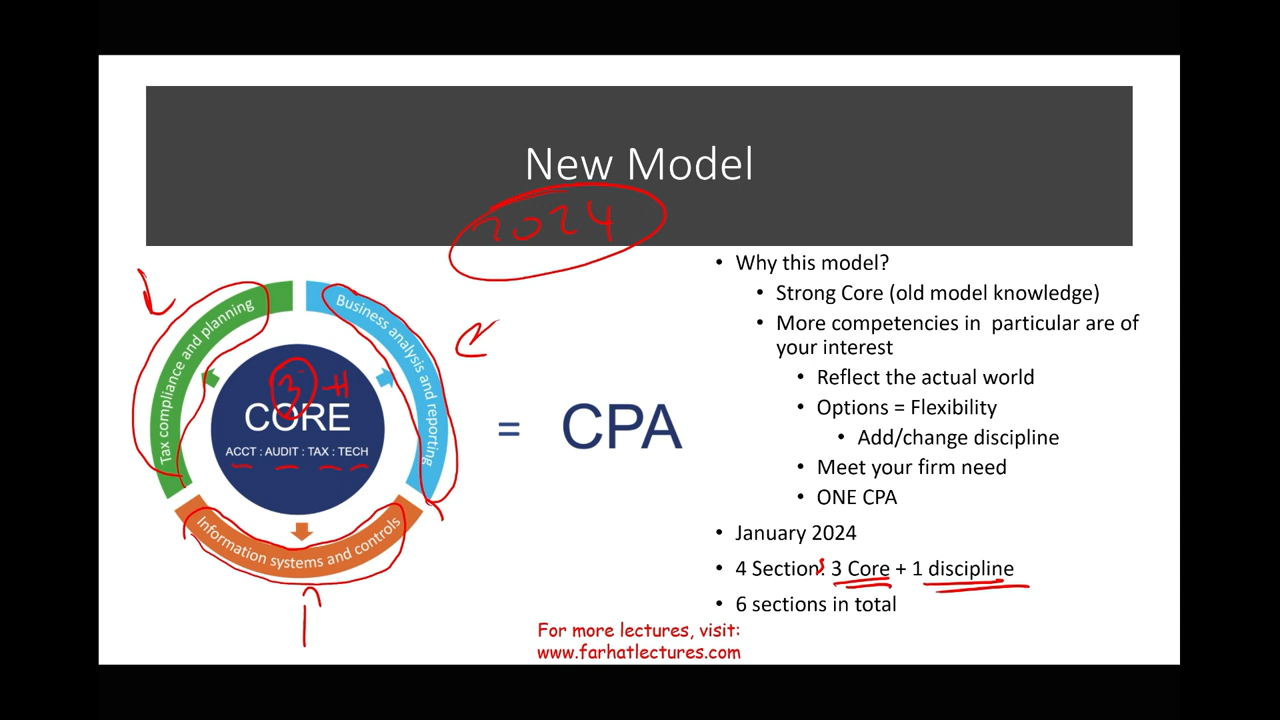 New Model
2024
Tax compliance and planning
Business analysis and reporting
3
CORE
ACCT : AUDIT : TAX : TECH
Information systems and controls
=
CPA
• Why this model?
• Strong Core (old model knowledge)
• More competencies in particular are of
your interest
• Reflect the actual world
• Options = Flexibility
• Add/change discipline
• Meet your firm need
• ONE CPA
• January 2024
• 4 Sections: 3 Core + 1 discipline
• 6 sections in total
For more lectures, visit:
www.farhatlectures.com